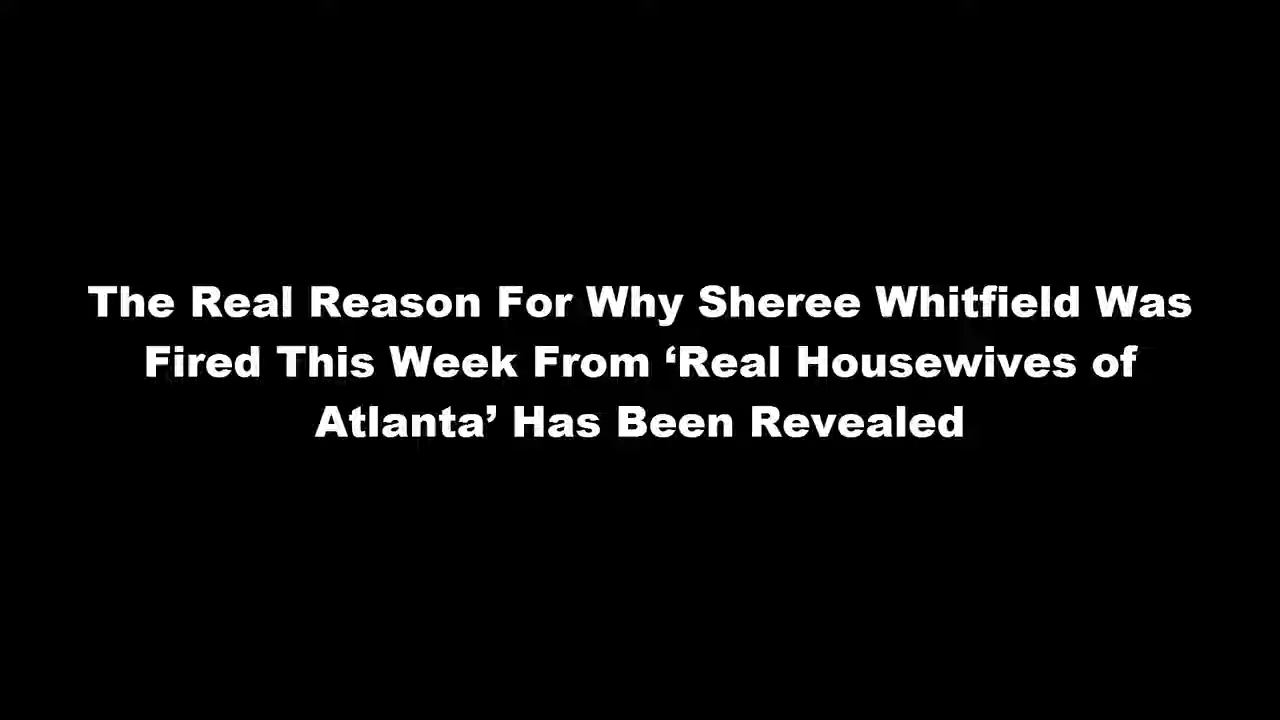 The Real Reason For Why Sheree Whitfield Was
Fired This Week From ‘Real Housewives of
Atlanta’ Has Been Revealed